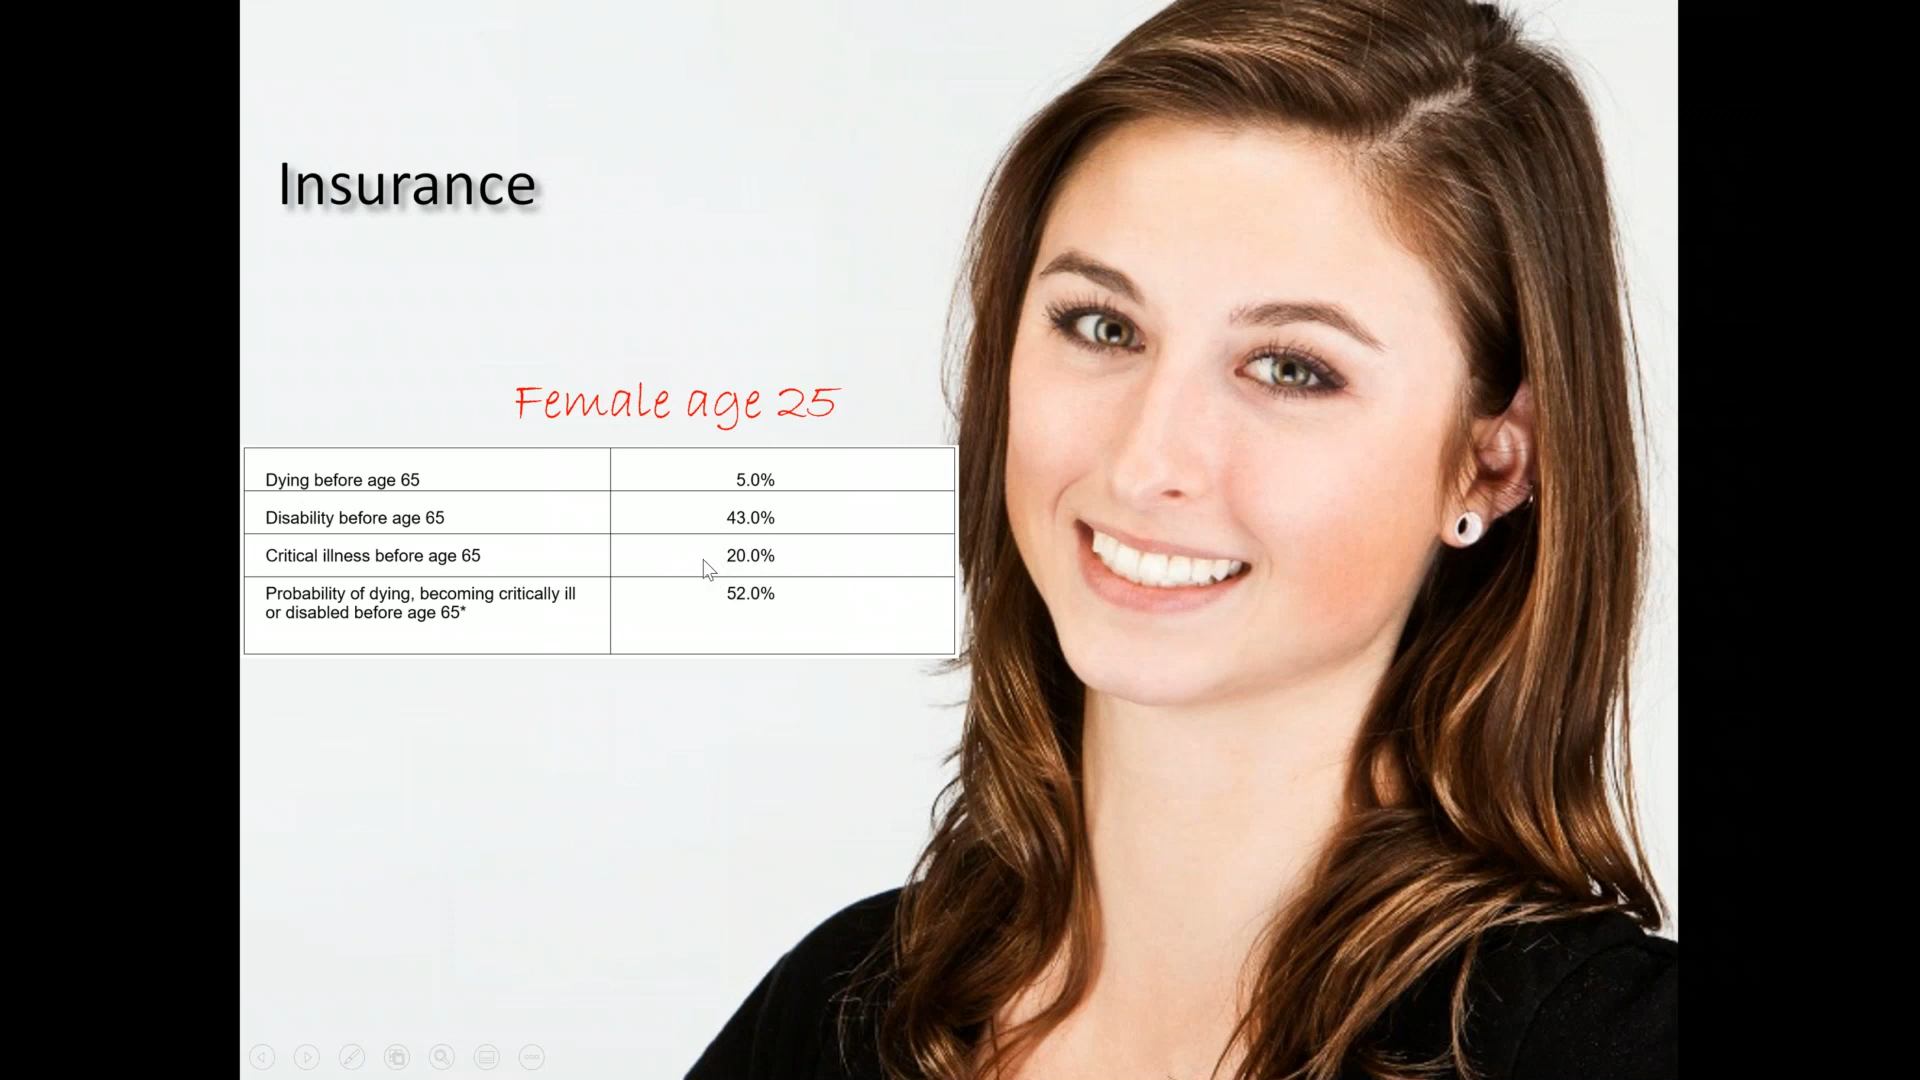 Insurance
Female age 25
Dying before age 65 5.0%
Disability before age 65 43.0%
Critical illness before age 65 20.0%
Probability of dying, becoming critically ill 52.0%
or disabled before age 65*